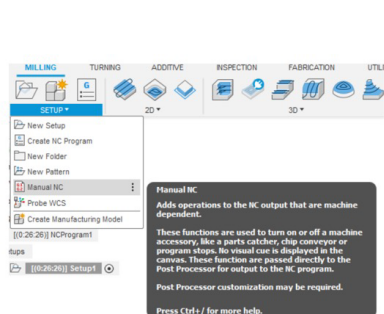 MILLING TURNING ADDITIVE INSPECTION FABRICATION UTILI
G
SETUP ▾ 2D ▾ 3D ▾
New Setup
Create NC Program
New Folder
New Pattern
Manual NC
Probe WCS
Create Manufacturing Model
[(0:26:26)] NCProgram1
tups
[(0:26:26)] Setup1
Manual NC
Adds operations to the NC output that are machine
dependent.
These functions are used to turn on or off a machine
accessory, like a parts catcher, chip conveyor or
program stops. No visual cue is displayed in the
canvas. These function are passed directly to the
Post Processor for output to the NC program.
Post Processor customization may be required.
Press Ctrl+/ for more help.